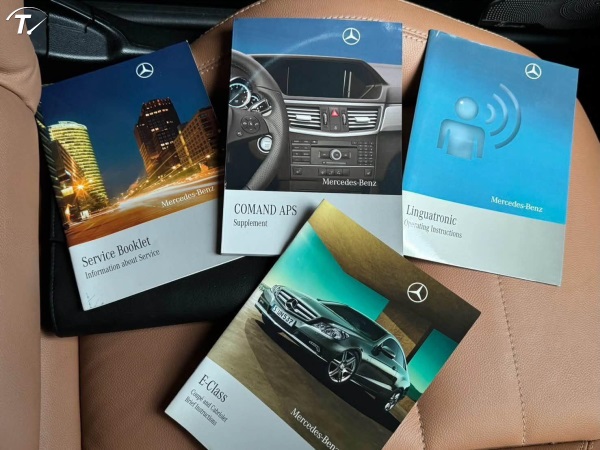 T
Mercedes-Benz
Service Booklet
Information about Service
Mercedes-Benz
COMAND APS
Supplement
Mercedes-Benz
Linguatronic
Operating Instructions
E-Class
Coupé and Cabriolet
Brief Instructions
Mercedes-Benz